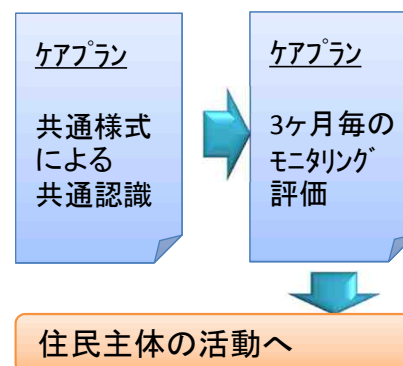 ｹｱﾌﾟﾗﾝ
共通様式
による
共通認識
ｹｱﾌﾟﾗﾝ
3ヶ月毎の
ﾓﾆﾀﾘﾝｸﾞ
評価
住民主体の活動へ